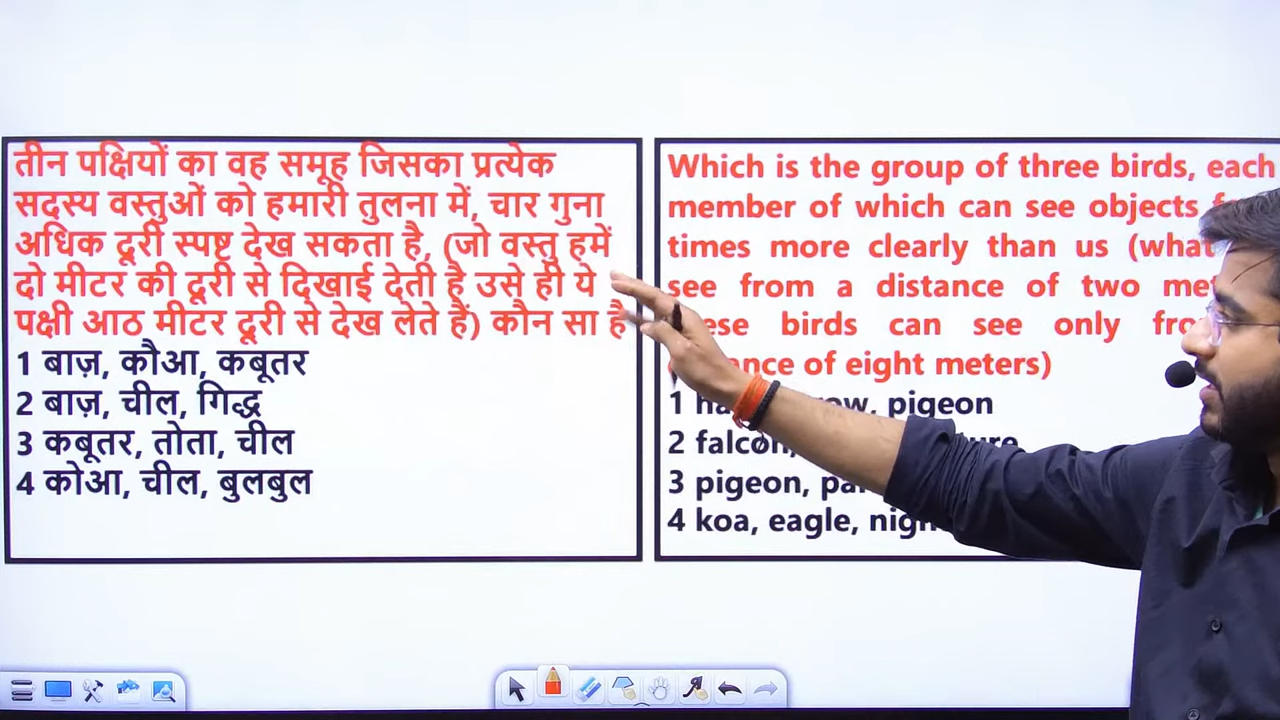 तीन पक्षियों का वह समूह जिसका प्रत्येक
सदस्य वस्तुओं को हमारी तुलना में, चार गुना
अधिक दूरी स्पष्ट देख सकता है, (जो वस्तु हमें
दो मीटर की दूरी से दिखाई देती है उसे ही ये
पक्षी आठ मीटर दूरी से देख लेते हैं) कौन सा है
1 बाज़, कौआ, कबूतर
2 बाज़, चील, गिद्ध
3 कबूतर, तोता, चील
4 कोआ, चील, बुलबुल
Which is the group of three birds, each
member of which can see objects
times more clearly than us (what
see from a distance of two
birds can see only
of eight meters)
1 pigeon
2 falcon,
3 pigeon,
4 koa, eagle,